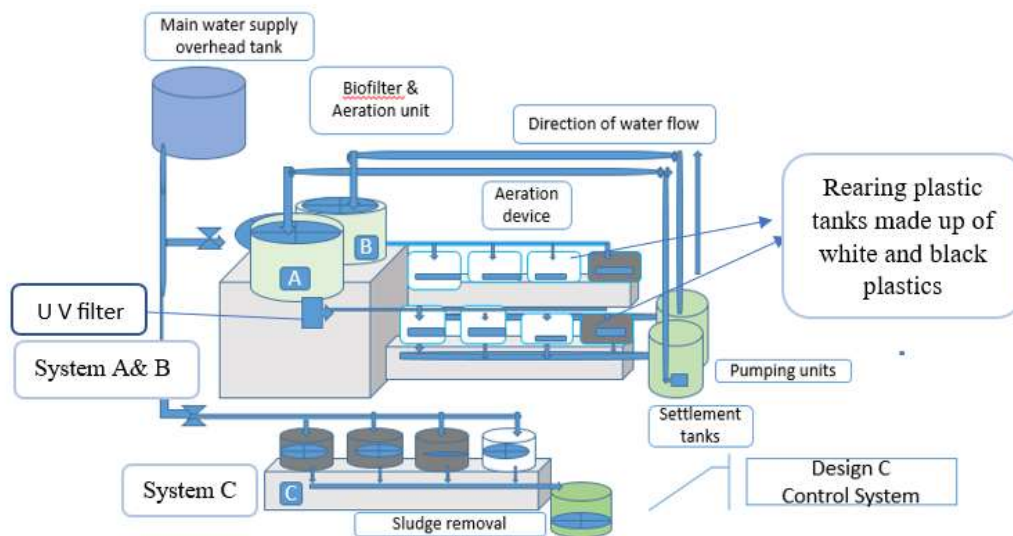 Main water supply
overhead tank
Biofilter &
Aeration unit
Direction of water flow
Aeration
device
Rearing plastic
tanks made up of
white and black
plastics
B
A
U V filter
System A& B
Pumping units
Settlement
tanks
System C
C
Sludge removal
Design C
Control System